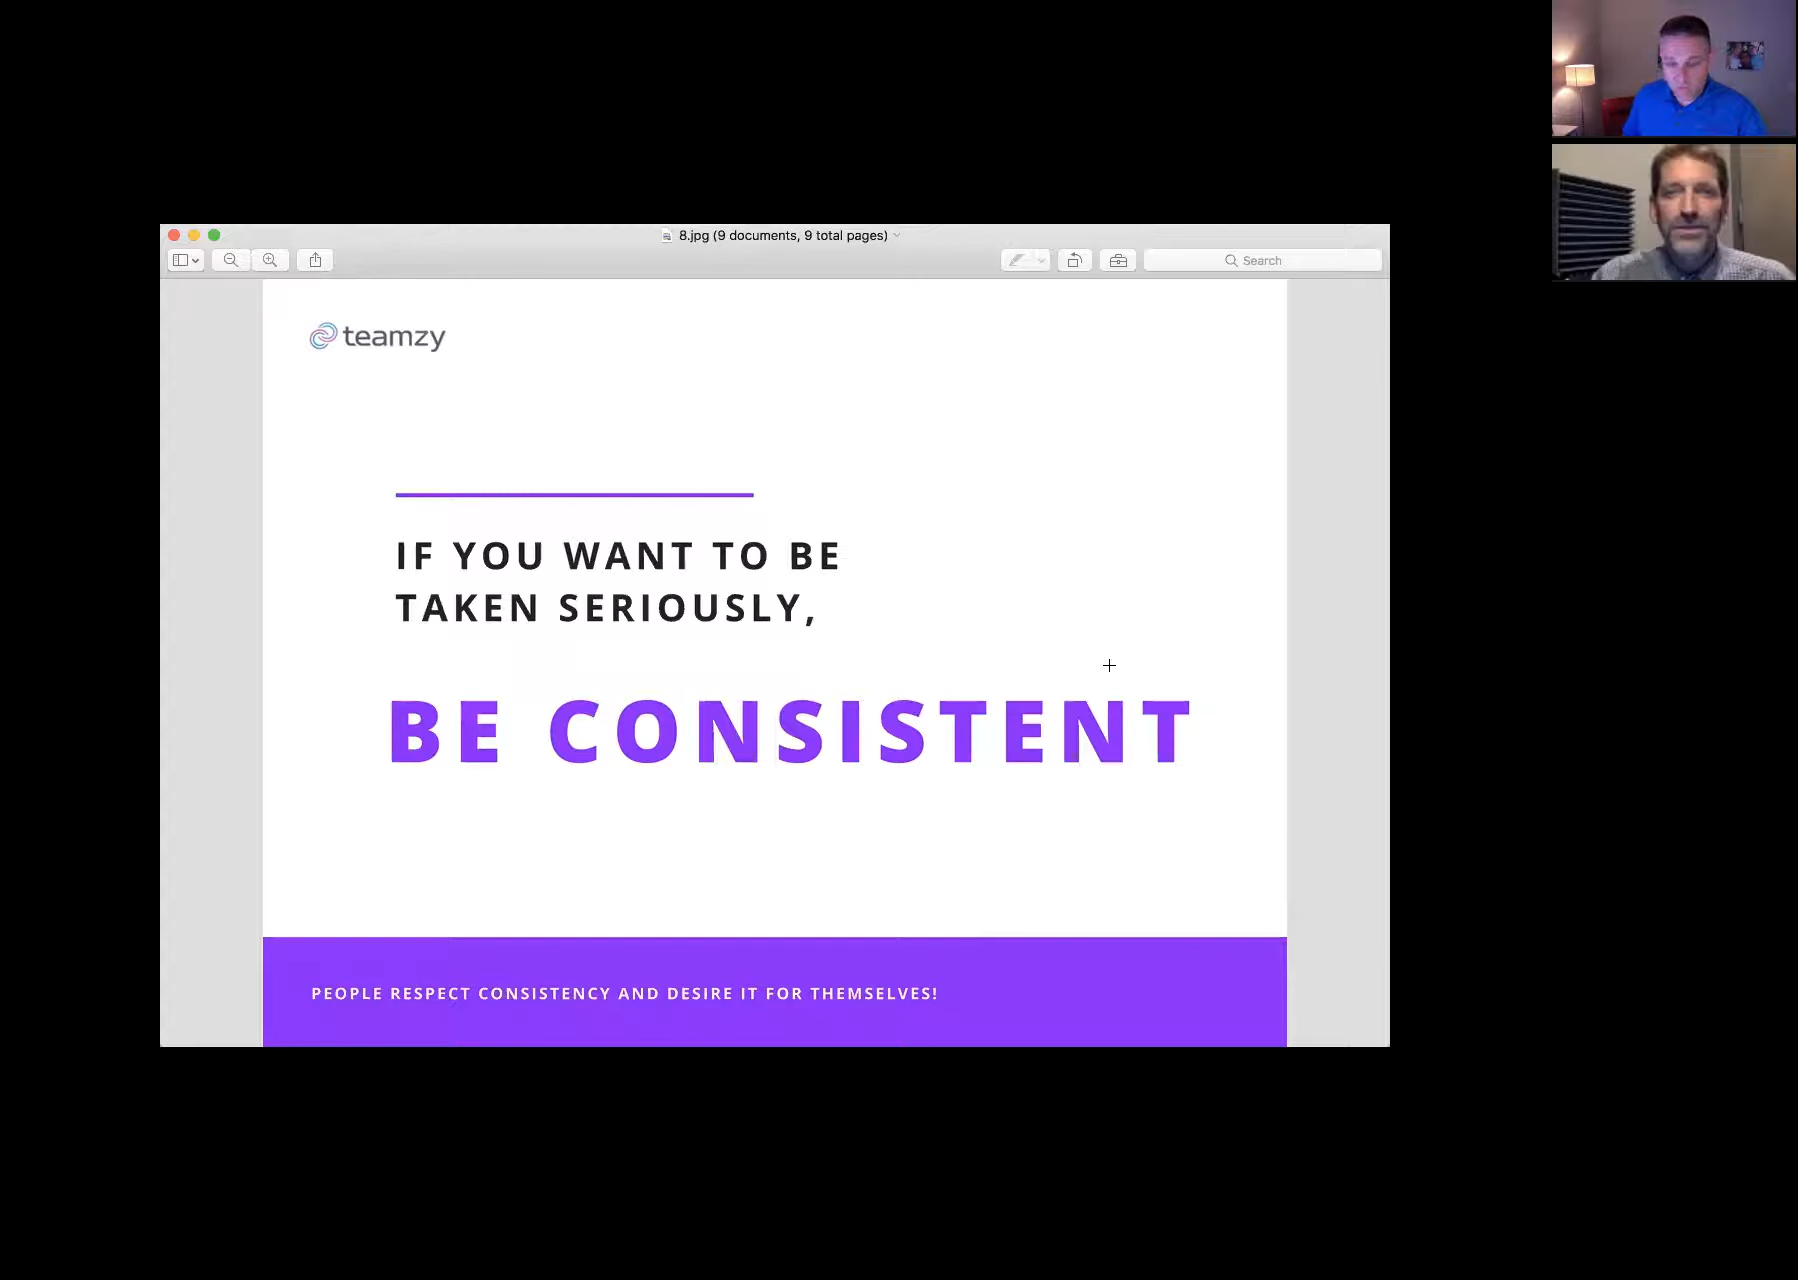 8.jpg (9 documents, 9 total pages)
Search
teamzy
IF YOU WANT TO BE
TAKEN SERIOUSLY,
BE CONSISTENT
PEOPLE RESPECT CONSISTENCY AND DESIRE IT FOR THEMSELVES!